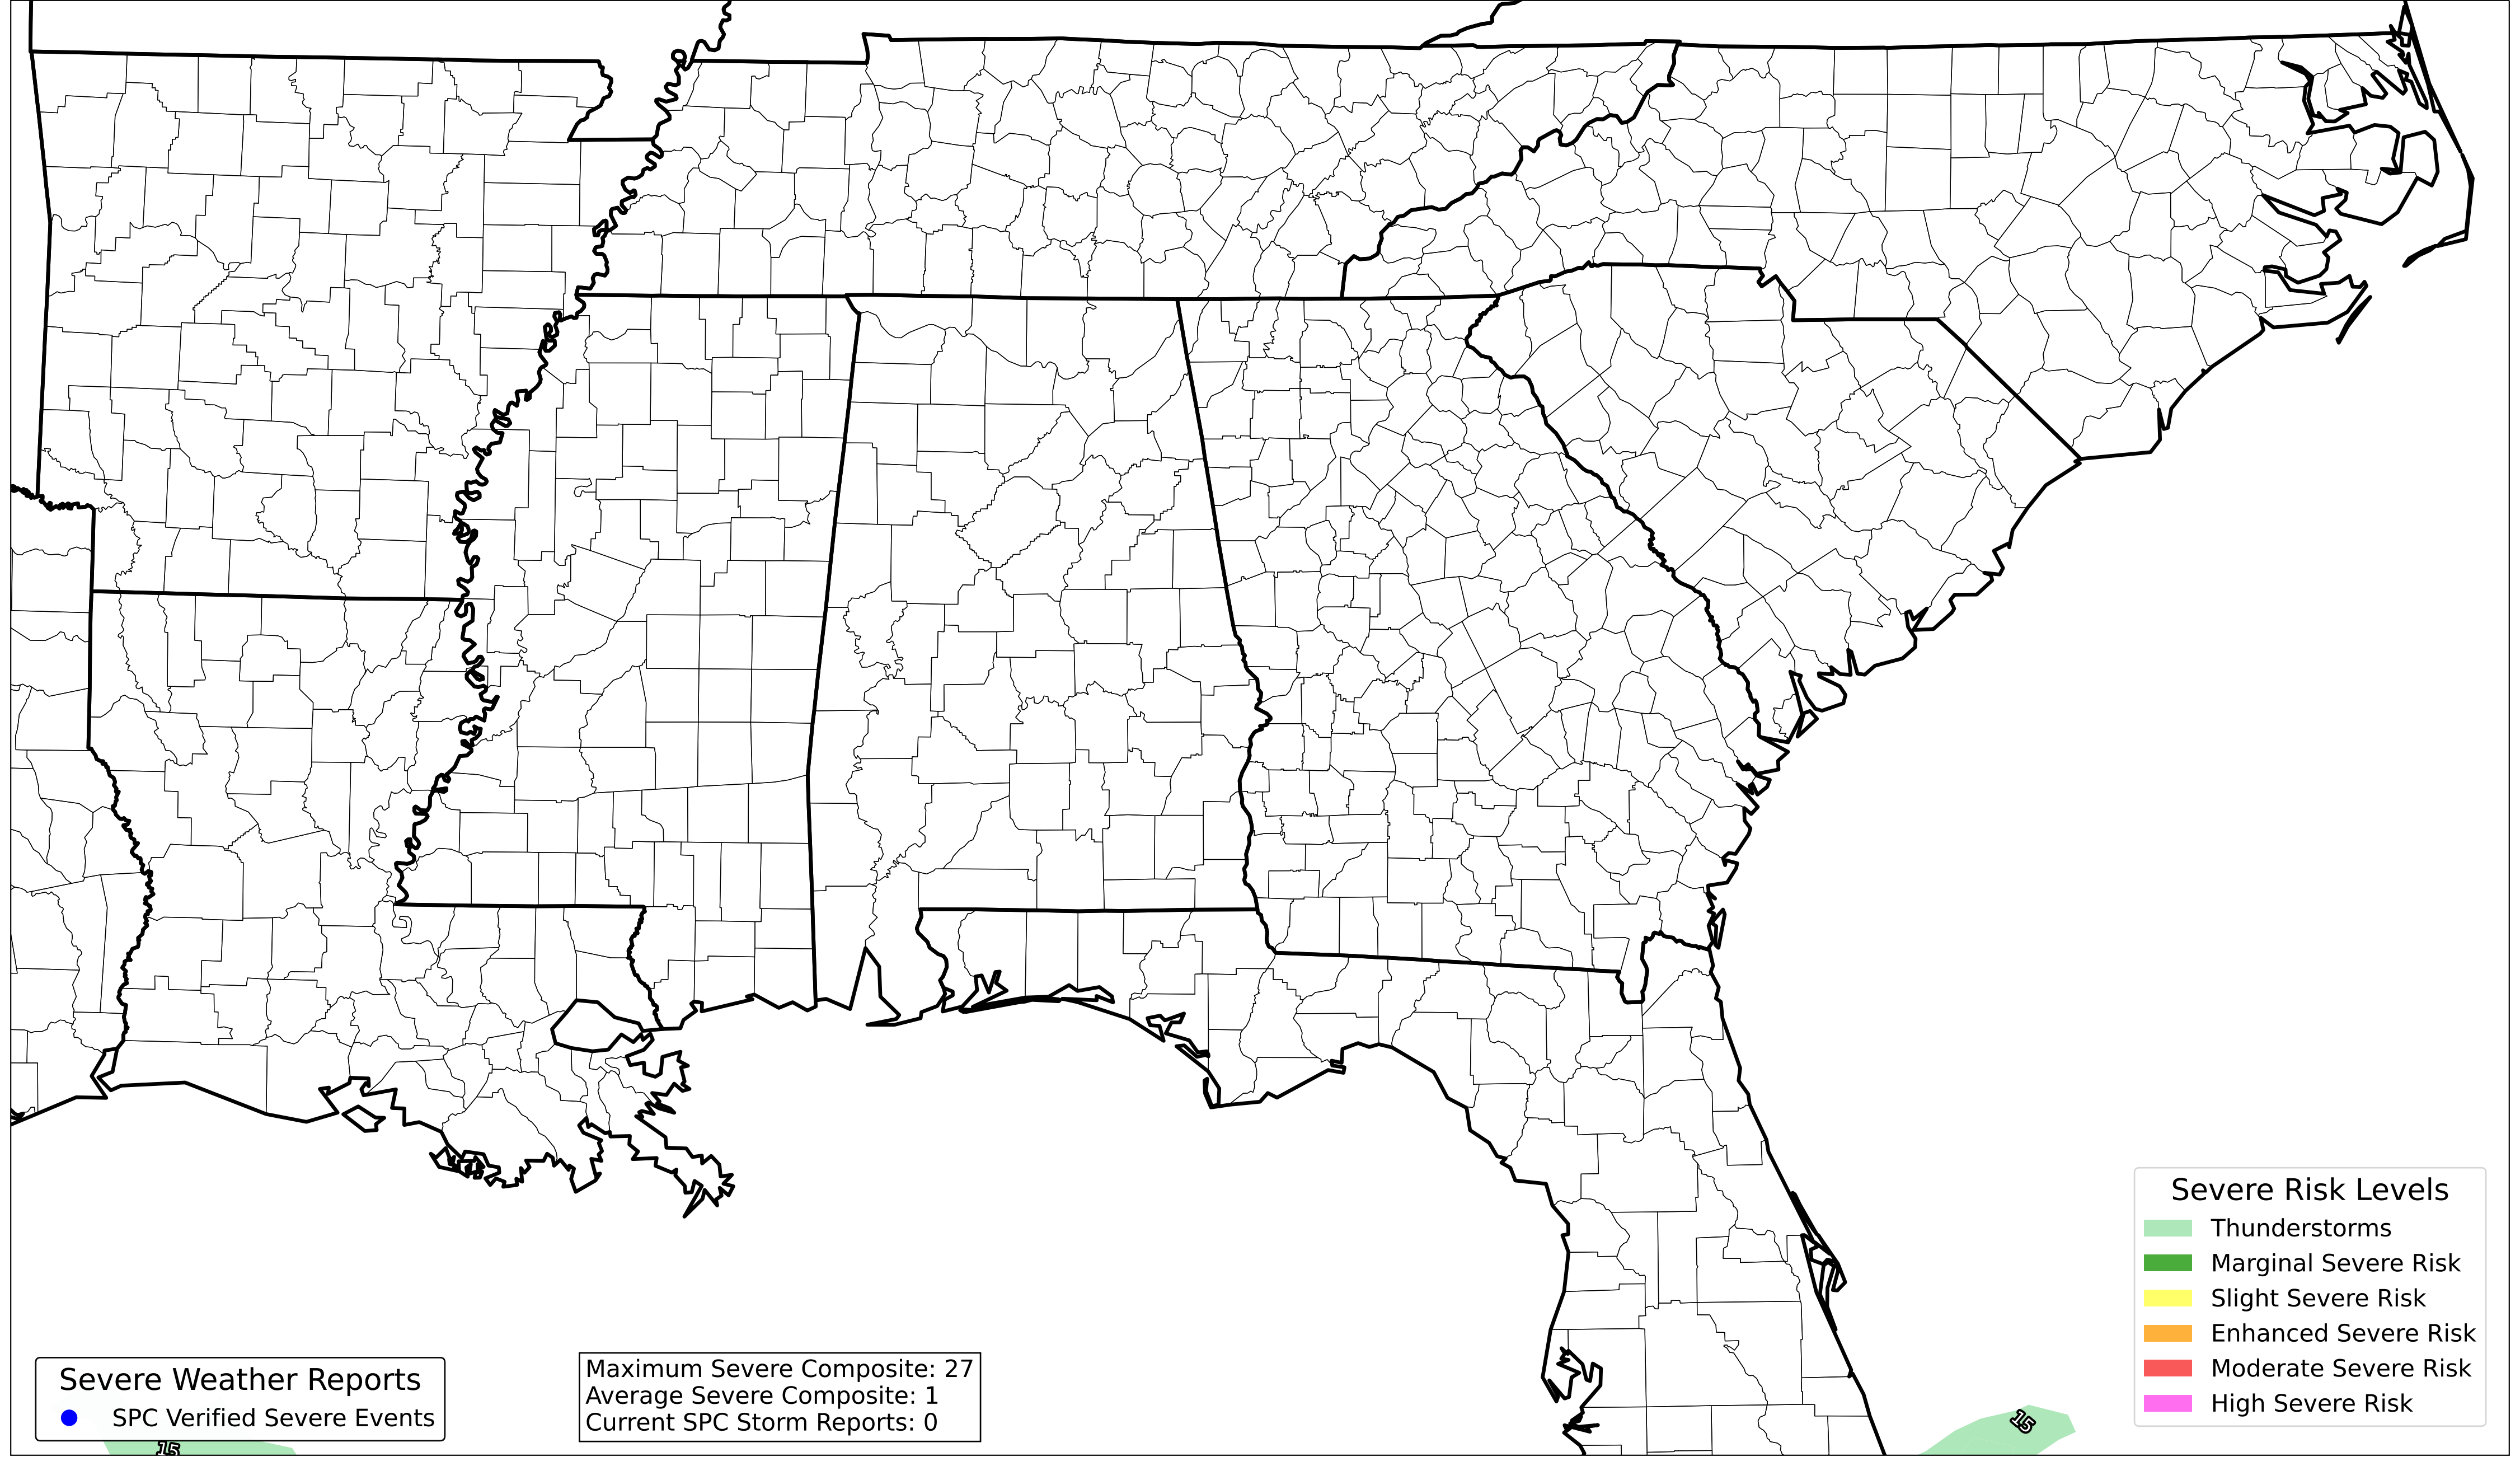 Severe Risk Levels
Thunderstorms
Marginal Severe Risk
Slight Severe Risk
Enhanced Severe Risk
Moderate Severe Risk
High Severe Risk
Severe Weather Reports
SPC Verified Severe Events
Maximum Severe Composite: 27
Average Severe Composite: 1
Current SPC Storm Reports: 0
15
15